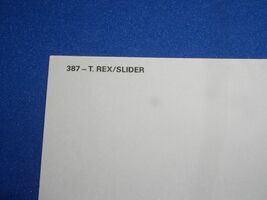 387 – T. REX/SLIDER